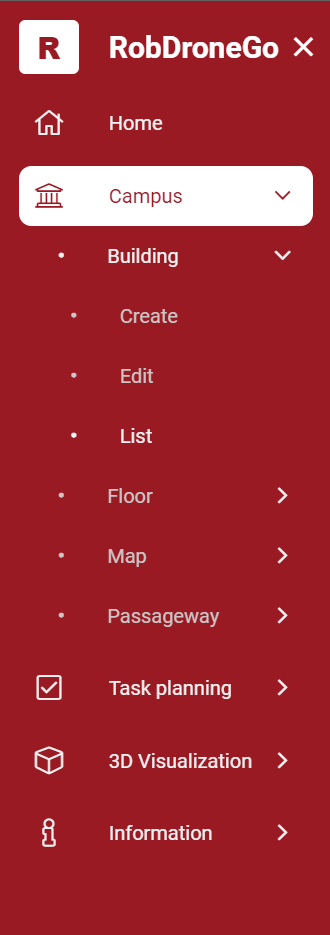 R
RobDroneGo
Home
Campus
Building
Create
Edit
List
Floor
Map
Passageway
Task planning
3D Visualization
Information